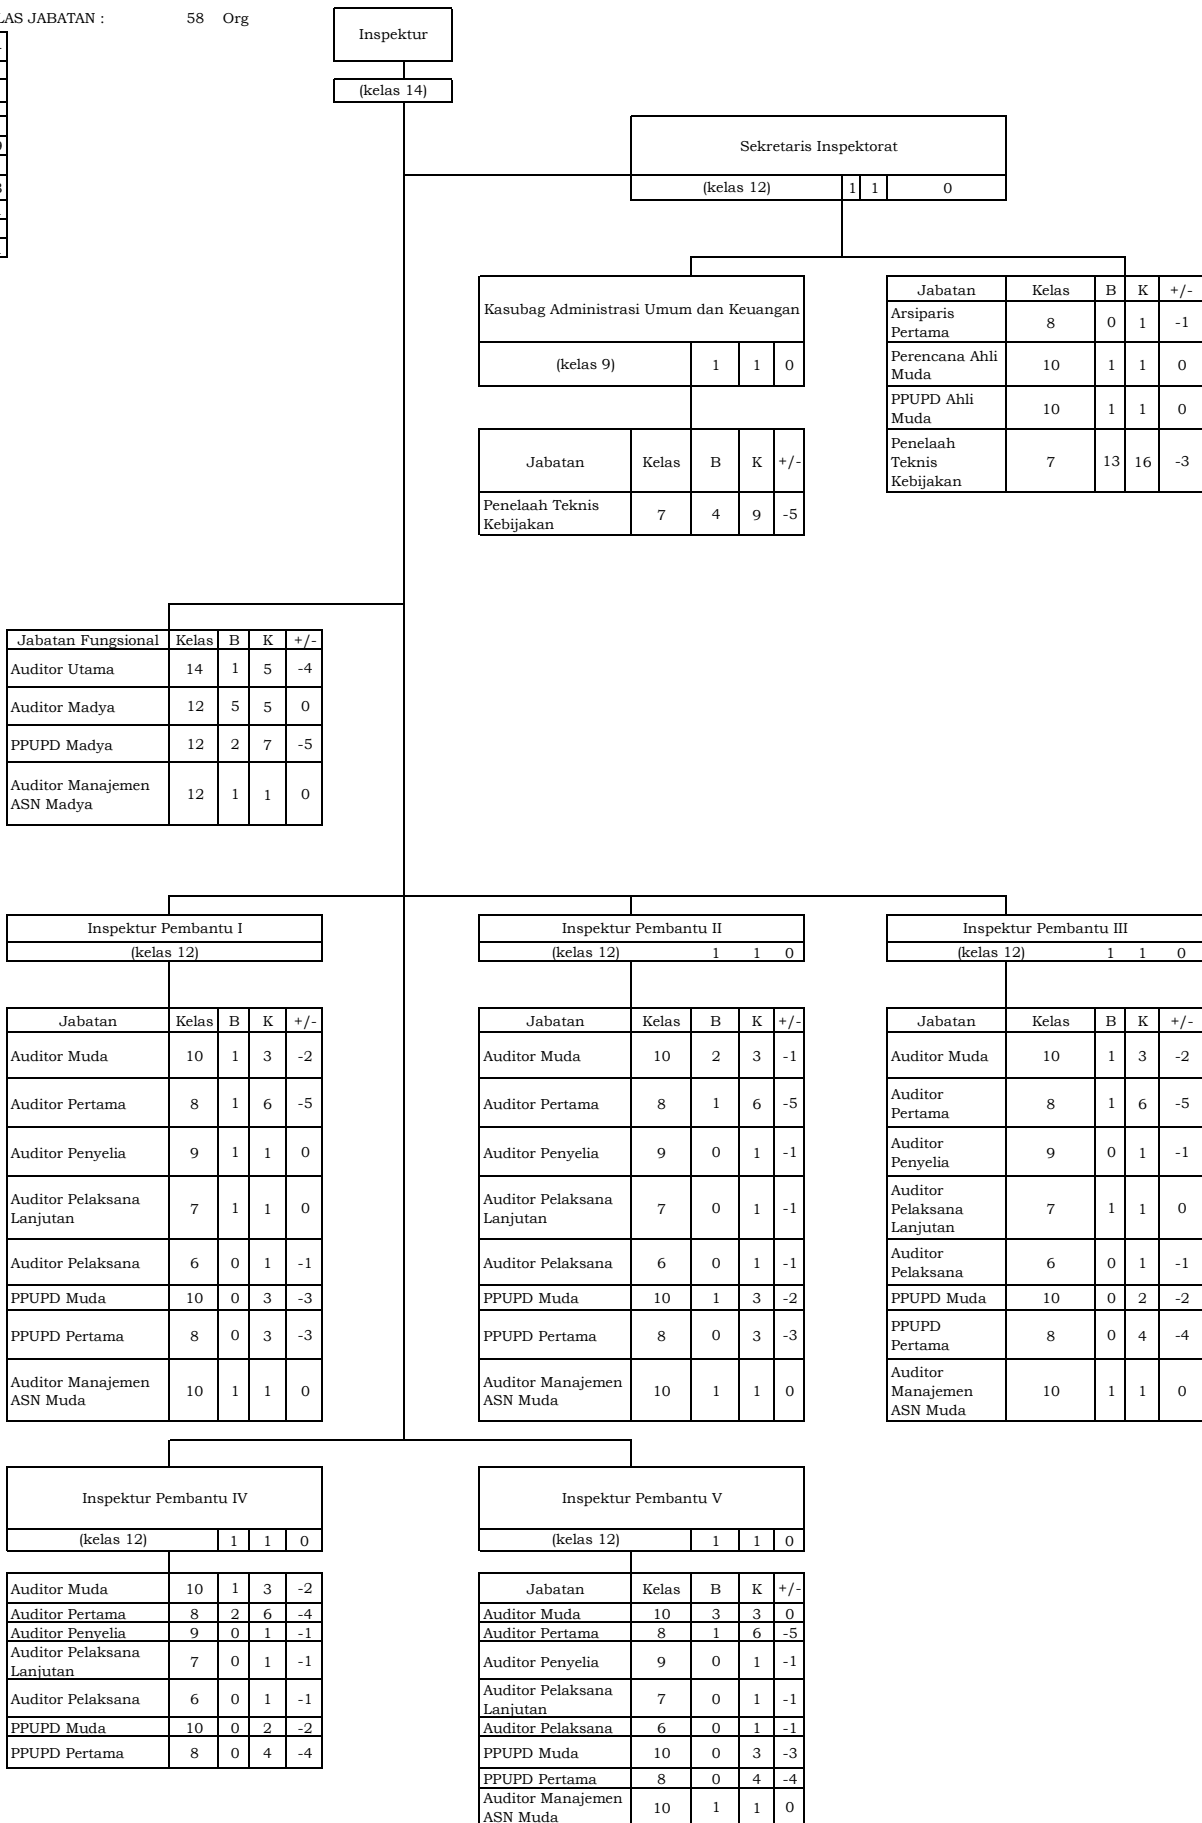 LAS JABATAN : 58 Org
Inspektur
(kelas 14)
Sekretaris Inspektorat
(kelas 12) 1 1 0
Kasubag Administrasi Umum dan Keuangan
(kelas 9) 1 1 0
Jabatan Kelas B K +/-
Penelaah Teknis
Kebijakan 7 4 9 -5
Jabatan Kelas B K +/-
Arsiparis
Pertama 8 0 1 -1
Perencana Ahli
Muda 10 1 1 0
PPUPD Ahli
Muda 10 1 1 0
Penelaah
Teknis 7 13 16 -3
Kebijakan
Jabatan Fungsional Kelas B K +/-
Auditor Utama 14 1 5 -4
Auditor Madya 12 5 5 0
PPUPD Madya 12 2 7 -5
Auditor Manajemen
ASN Madya 12 1 1 0
Inspektur Pembantu I
(kelas 12)
Jabatan Kelas B K +/-
Auditor Muda 10 1 3 -2
Auditor Pertama 8 1 6 -5
Auditor Penyelia 9 1 1 0
Auditor Pelaksana
Lanjutan 7 1 1 0
Auditor Pelaksana 6 0 1 -1
PPUPD Muda 10 0 3 -3
PPUPD Pertama 8 0 3 -3
Auditor Manajemen
ASN Muda 10 1 1 0
Inspektur Pembantu II
(kelas 12) 1 1 0
Jabatan Kelas B K +/-
Auditor Muda 10 2 3 -1
Auditor Pertama 8 1 6 -5
Auditor Penyelia 9 0 1 -1
Auditor Pelaksana
Lanjutan 7 0 1 -1
Auditor Pelaksana 6 0 1 -1
PPUPD Muda 10 1 3 -2
PPUPD Pertama 8 0 3 -3
Auditor Manajemen
ASN Muda 10 1 1 0
Inspektur Pembantu III
(kelas 12) 1 1 0
Jabatan Kelas B K +/-
Auditor Muda 10 1 3 -2
Auditor
Pertama 8 1 6 -5
Auditor
Penyelia 9 0 1 -1
Auditor
Pelaksana 7 1 1 0
Lanjutan
Auditor
Pelaksana 6 0 1 -1
PPUPD Muda 10 0 2 -2
PPUPD
Pertama 8 0 4 -4
Auditor
Manajemen 10 1 1 0
ASN Muda
Inspektur Pembantu IV
(kelas 12) 1 1 0
Auditor Muda 10 1 3 -2
Auditor Pertama 8 2 6 -4
Auditor Penyelia 9 0 1 -1
Auditor Pelaksana
Lanjutan 7 0 1 -1
Auditor Pelaksana 6 0 1 -1
PPUPD Muda 10 0 2 -2
PPUPD Pertama 8 0 4 -4
Inspektur Pembantu V
(kelas 12) 1 1 0
Jabatan Kelas B K +/-
Auditor Muda 10 3 3 0
Auditor Pertama 8 1 6 -5
Auditor Penyelia 9 0 1 -1
Auditor Pelaksana
Lanjutan 7 0 1 -1
Auditor Pelaksana 6 0 1 -1
PPUPD Muda 10 0 3 -3
PPUPD Pertama 8 0 4 -4
Auditor Manajemen
ASN Muda 10 1 1 0